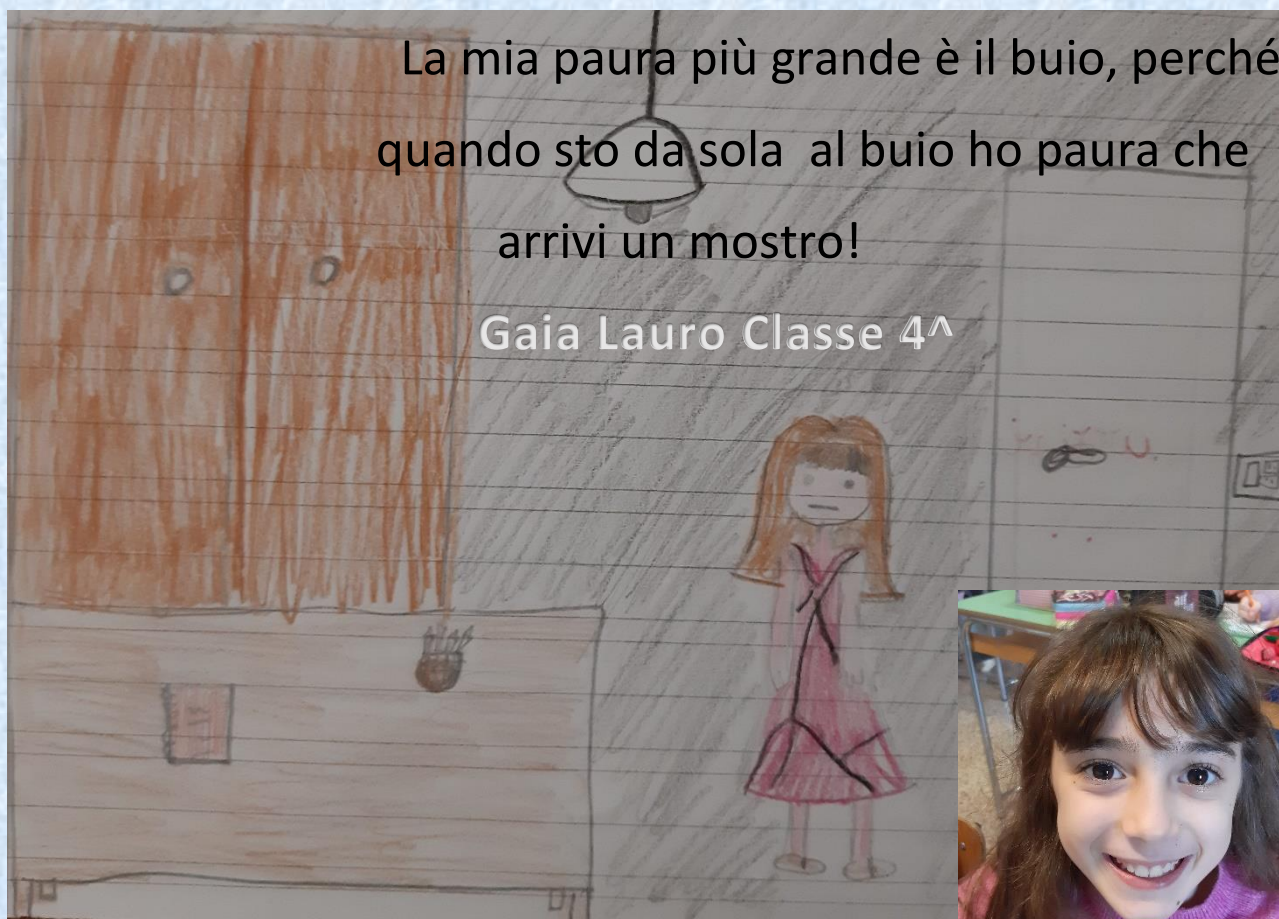 La mia paura più grande è il buio, perché
quando sto da sola  al buio ho paura che
arrivi un mostro!
Gaia Lauro Classe 4^